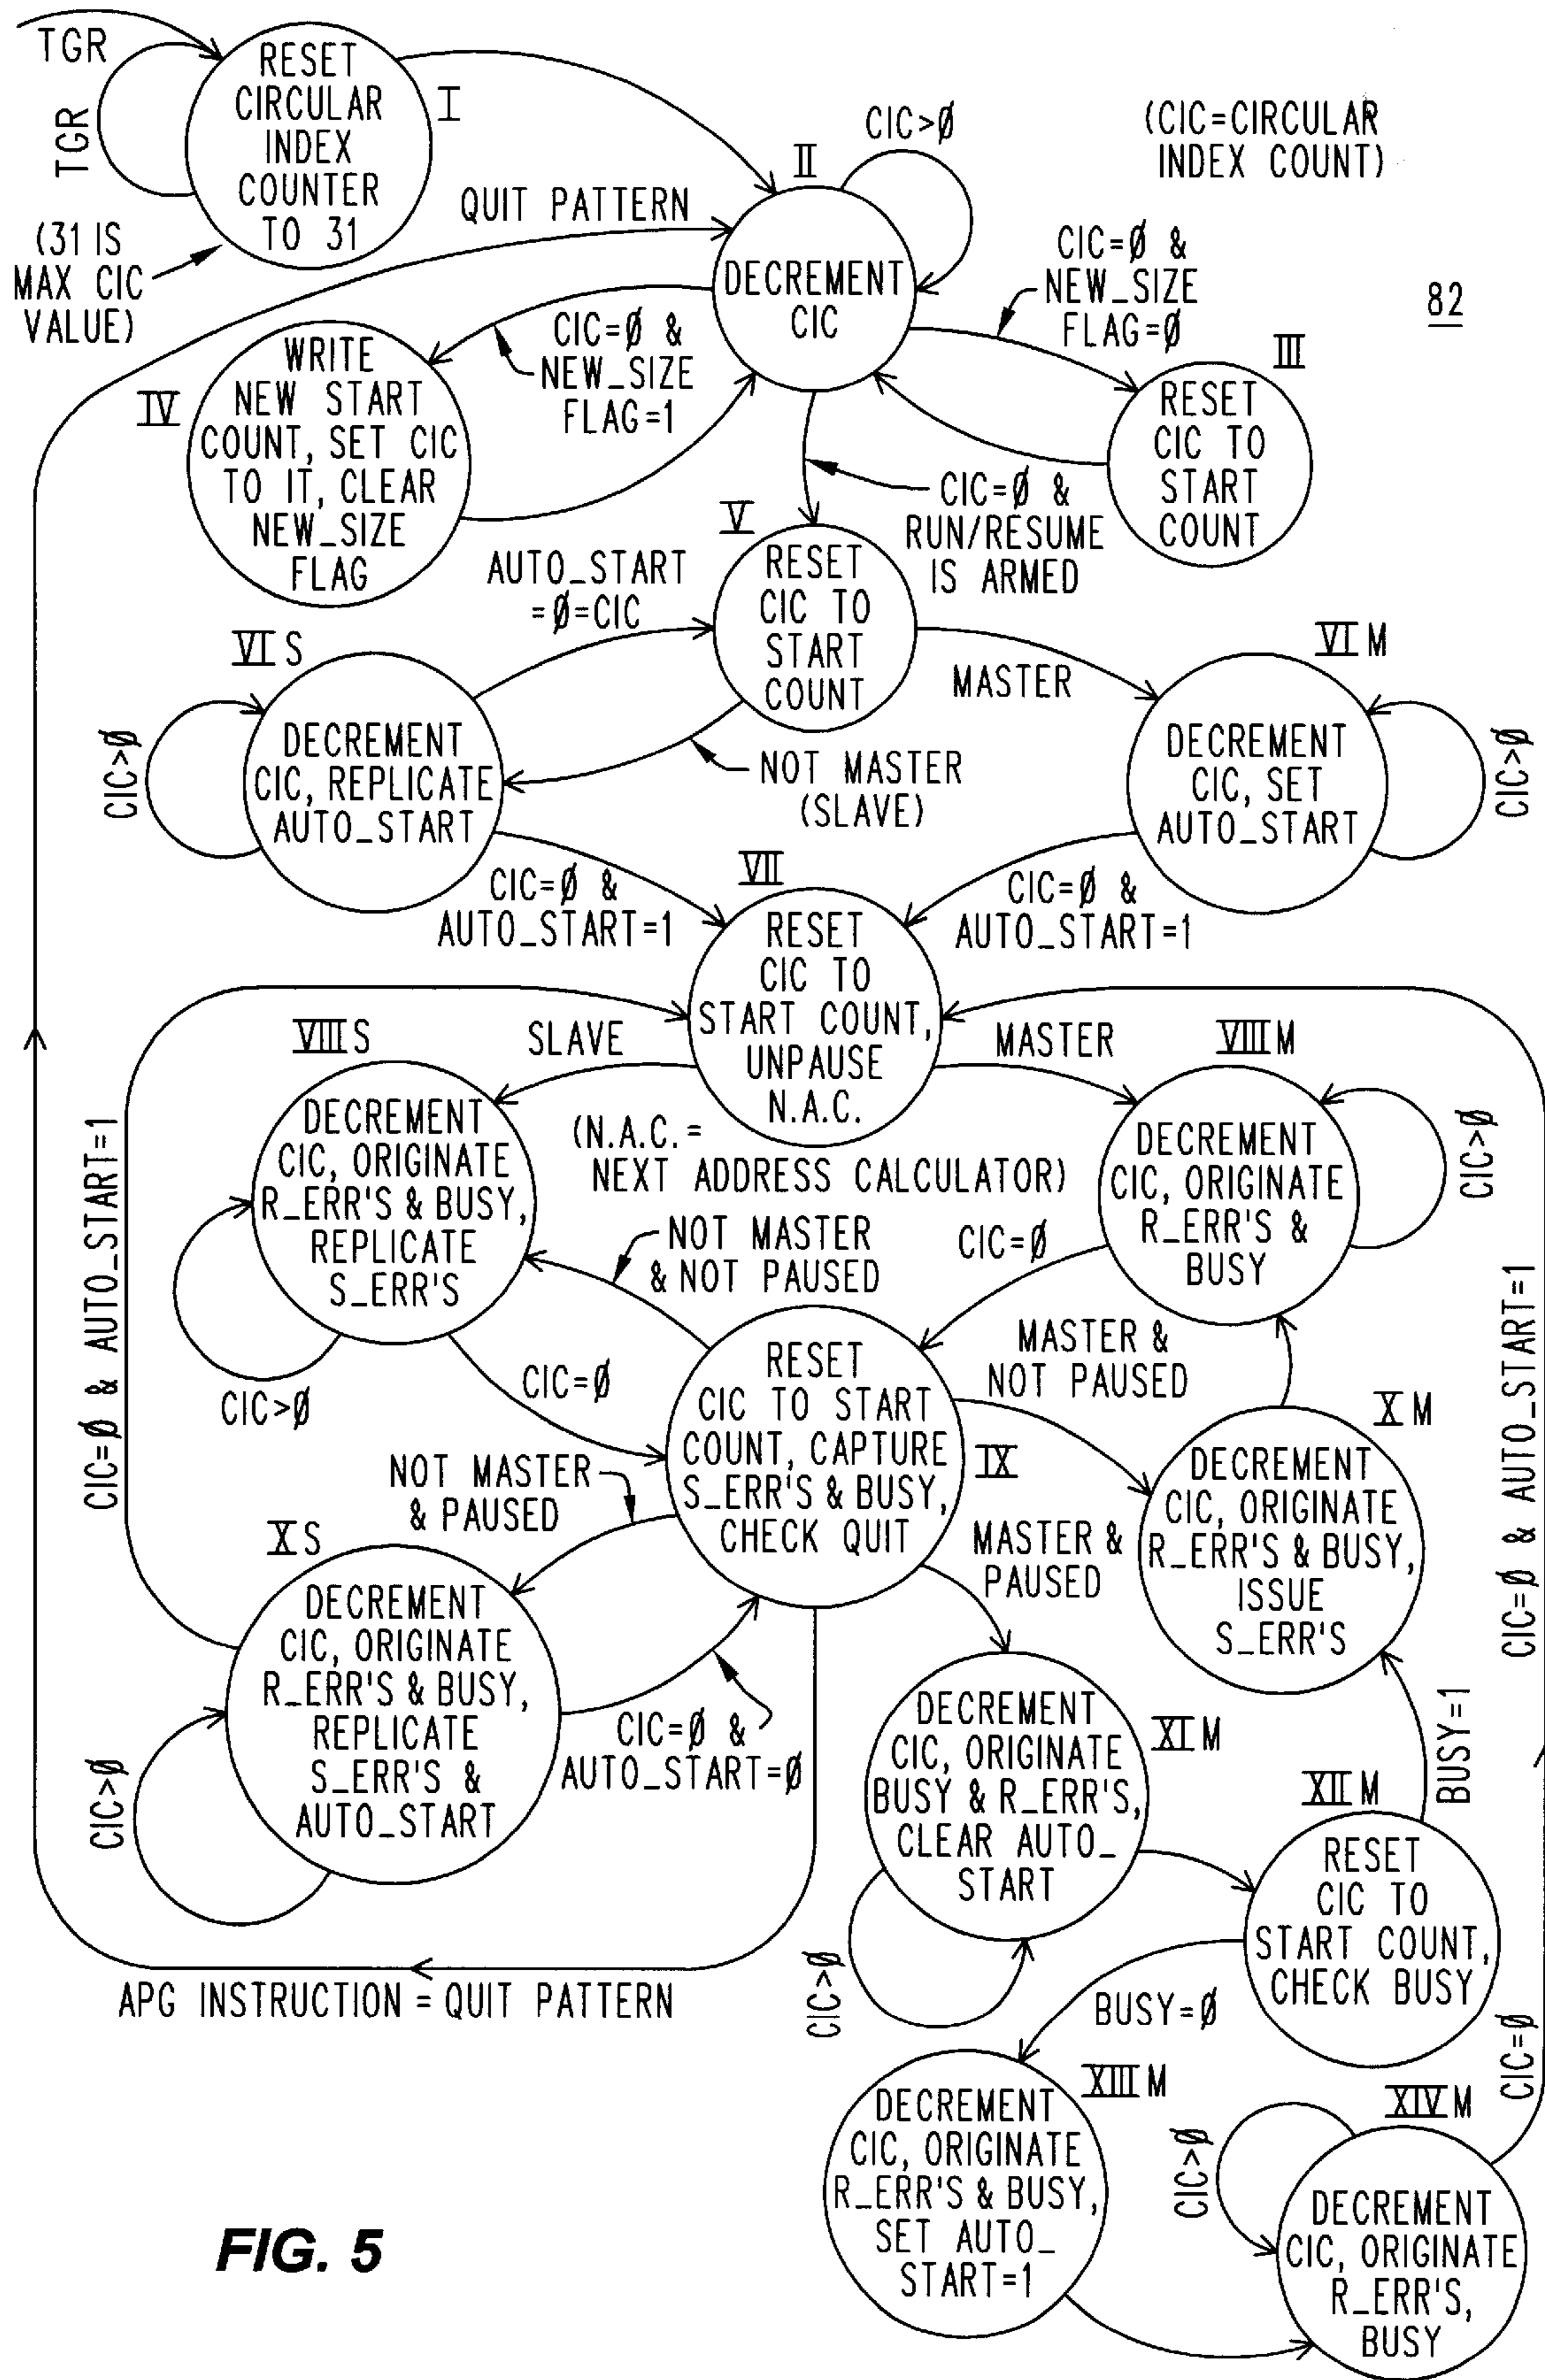 TGR
TGR
RESET
CIRCULAR
INDEX
COUNTER
TO 31
I
(31 IS
MAX CIC
VALUE)
QUIT PATTERN
II
CIC>Ø
(CIC=CIRCULAR
INDEX COUNT)
DECREMENT
CIC
CIC=Ø &
NEW_SIZE
FLAG=Ø
82
CIC=Ø &
NEW_SIZE
FLAG=1
III
RESET
CIC TO
START
COUNT
IV
WRITE
NEW START
COUNT, SET CIC
TO IT, CLEAR
NEW_SIZE
FLAG
CIC=Ø &
RUN/RESUME
IS ARMED
V
RESET
CIC TO
START
COUNT
AUTO_START
=Ø=CIC
VI S
DECREMENT
CIC, REPLICATE
AUTO_START
CIC>Ø
MASTER
NOT MASTER
(SLAVE)
VI M
DECREMENT
CIC, SET
AUTO_START
CIC>Ø
CIC=Ø &
AUTO_START=1
VII
CIC=Ø &
AUTO_START=1
RESET
CIC TO
START COUNT,
UNPAUSE
N.A.C.
SLAVE
MASTER
VIII S
DECREMENT
CIC, ORIGINATE
R_ERR'S & BUSY,
REPLICATE
S_ERR'S
CIC>Ø
(N.A.C.=
NEXT ADDRESS CALCULATOR)
VIII M
DECREMENT
CIC, ORIGINATE
R_ERR'S &
BUSY
CIC>Ø
CIC=Ø & AUTO_START=1
NOT MASTER
& NOT PAUSED
CIC=Ø
CIC=Ø
MASTER &
NOT PAUSED
CIC=Ø & AUTO_START=1
RESET
CIC TO START
COUNT, CAPTURE
S_ERR'S & BUSY,
CHECK QUIT
IX
X M
DECREMENT
CIC, ORIGINATE
R_ERR'S & BUSY,
ISSUE
S_ERR'S
NOT MASTER
& PAUSED
MASTER &
PAUSED
X S
DECREMENT
CIC, ORIGINATE
R_ERR'S & BUSY,
REPLICATE
S_ERR'S &
AUTO_START
CIC>Ø
CIC=Ø &
AUTO_START=Ø
DECREMENT
CIC, ORIGINATE
BUSY & R_ERR'S,
CLEAR AUTO_
START
XI M
CIC>Ø
BUSY=1
XII M
RESET
CIC TO
START COUNT,
CHECK BUSY
APG INSTRUCTION = QUIT PATTERN
BUSY=Ø
CIC=Ø
XIII M
DECREMENT
CIC, ORIGINATE
R_ERR'S & BUSY,
SET AUTO_
START=1
XIV M
CIC>Ø
DECREMENT
CIC, ORIGINATE
R_ERR'S,
BUSY
FIG. 5